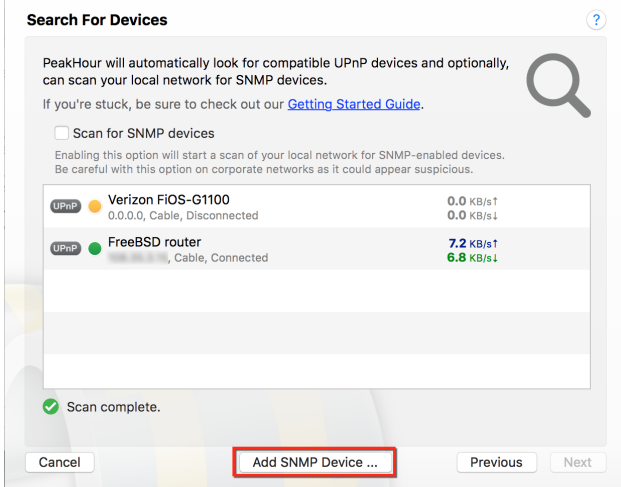 Search For Devices
?
PeakHour will automatically look for compatible UPnP devices and optionally,
can scan your local network for SNMP devices.
If you're stuck, be sure to check out our Getting Started Guide.
Scan for SNMP devices
Enabling this option will start a scan of your local network for SNMP-enabled devices.
Be careful with this option on corporate networks as it could appear suspicious.
UPnP Verizon FiOS-G1100 0.0 KB/s↑
0.0.0.0, Cable, Disconnected 0.0 KB/s↓
UPnP FreeBSD router 7.2 KB/s↑
, Cable, Connected 6.8 KB/s↓
Scan complete.
Cancel Add SNMP Device ... Previous Next